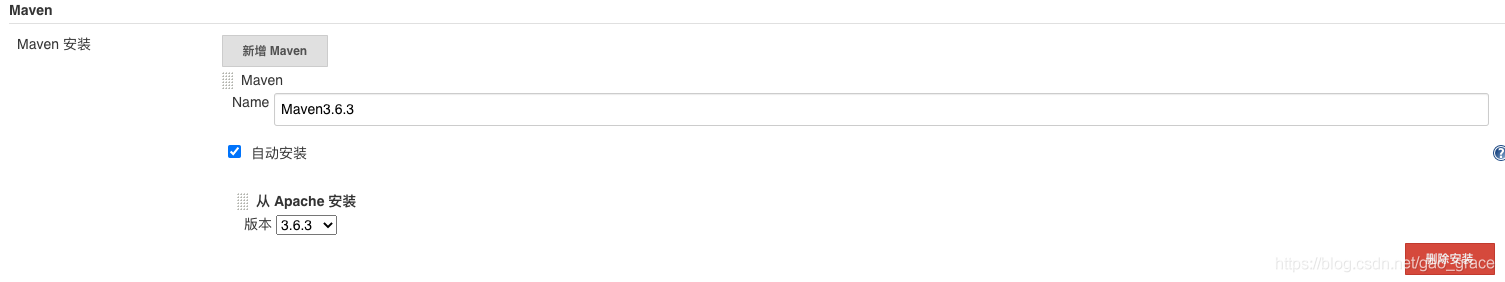 Maven
Maven 安装
新增 Maven
Maven
Name Maven3.6.3
自动安装
?
从 Apache 安装
版本 3.6.3
删除安装
https://blog.csdn.net/gao_grace